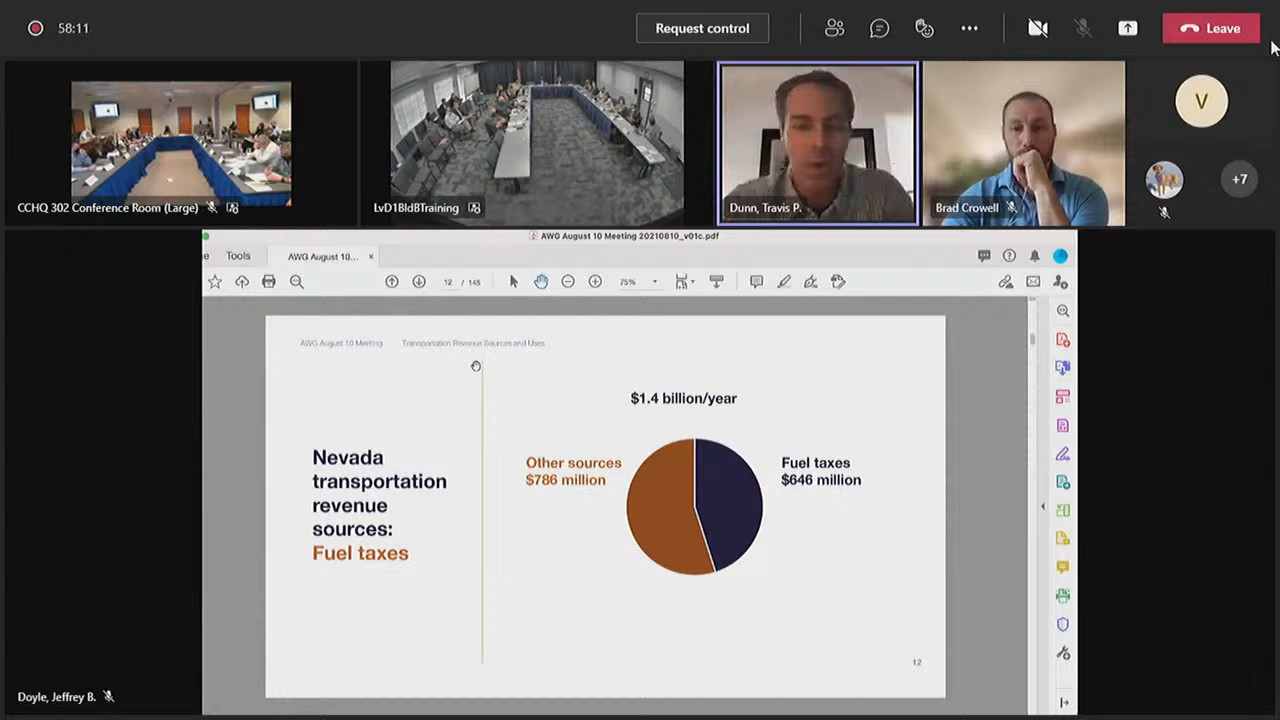 58:11
Request control
Leave
CCHQ 302 Conference Room (Large)
LvD1BldBTraining
Dunn, Travis P.
Brad Crowell
V
+7
AWG August 10 Meeting 20210810_v01c.pdf
e
Tools
AWG August 10...
×
12 / 145
75%
AWG August 10 Meeting
Transportation Revenue Sources and Uses
$1.4 billion/year
Nevada
transportation
revenue
sources:
Fuel taxes
Other sources
$786 million
Fuel taxes
$646 million
12
Doyle, Jeffrey B.